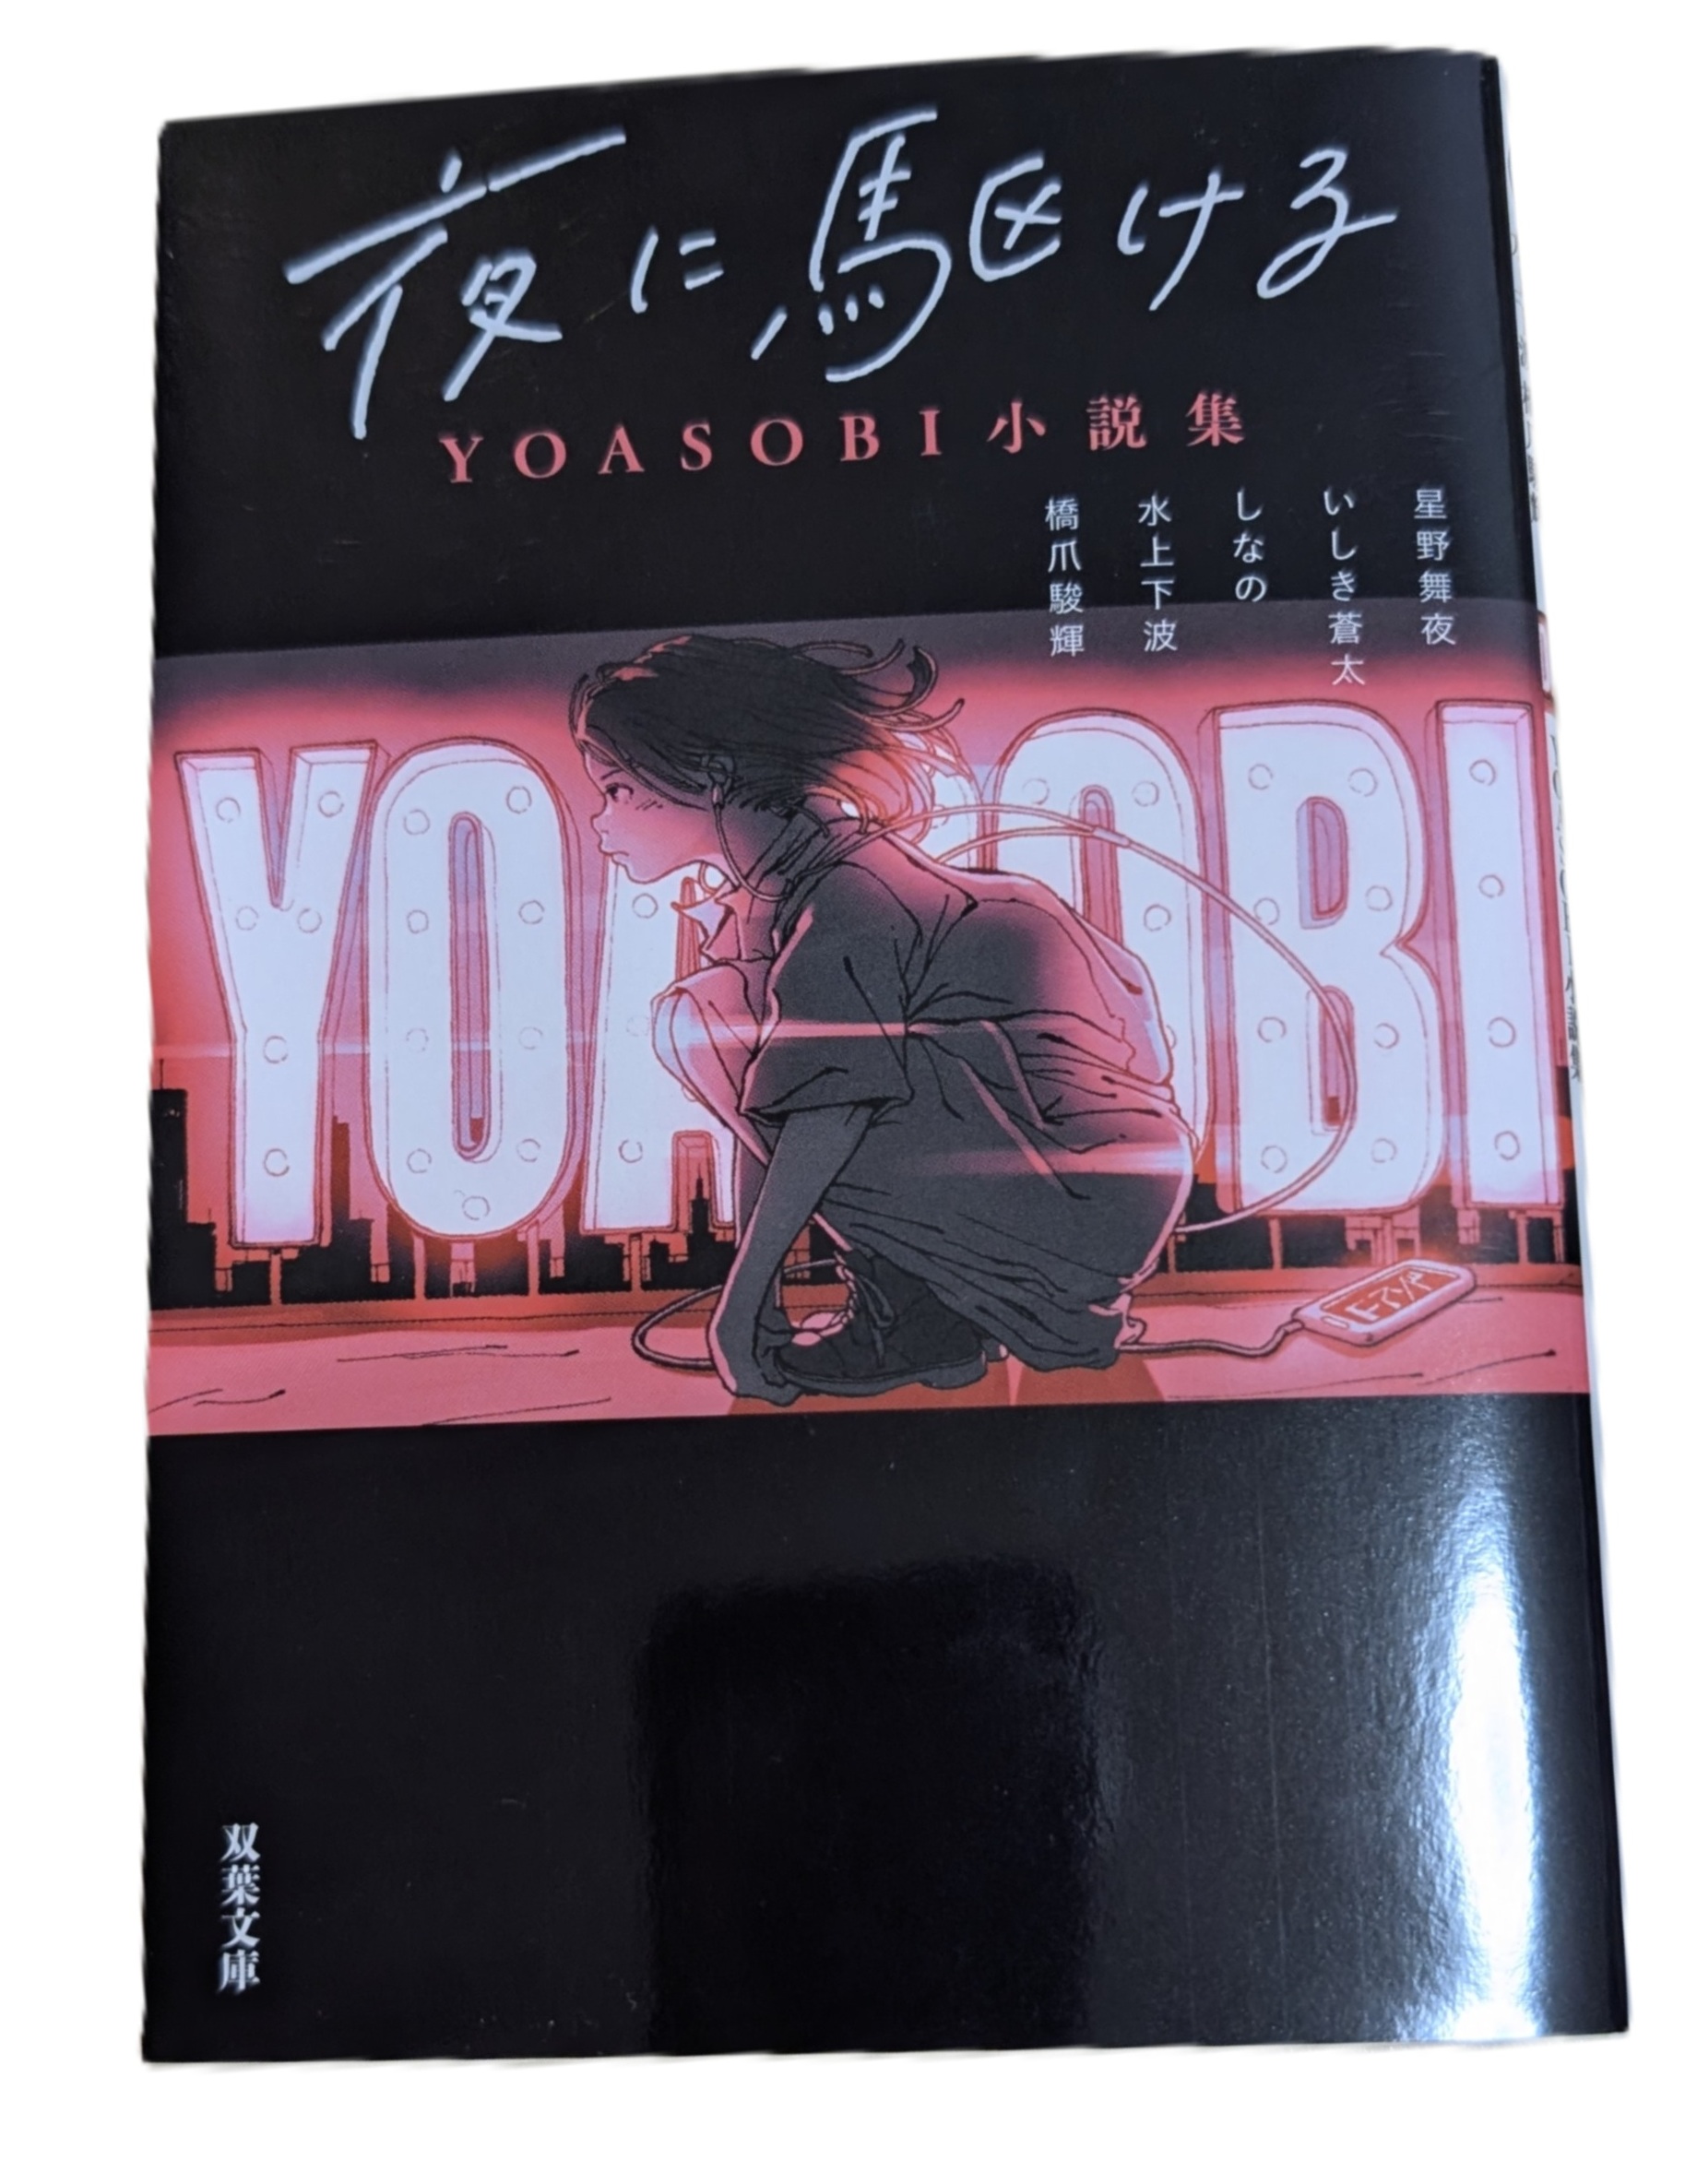 夜に駆ける
YOASOBI小説集
星野舞夜
いしき蒼太
しなの
水上下波
橋爪駿輝
YOASOBI
双葉文庫